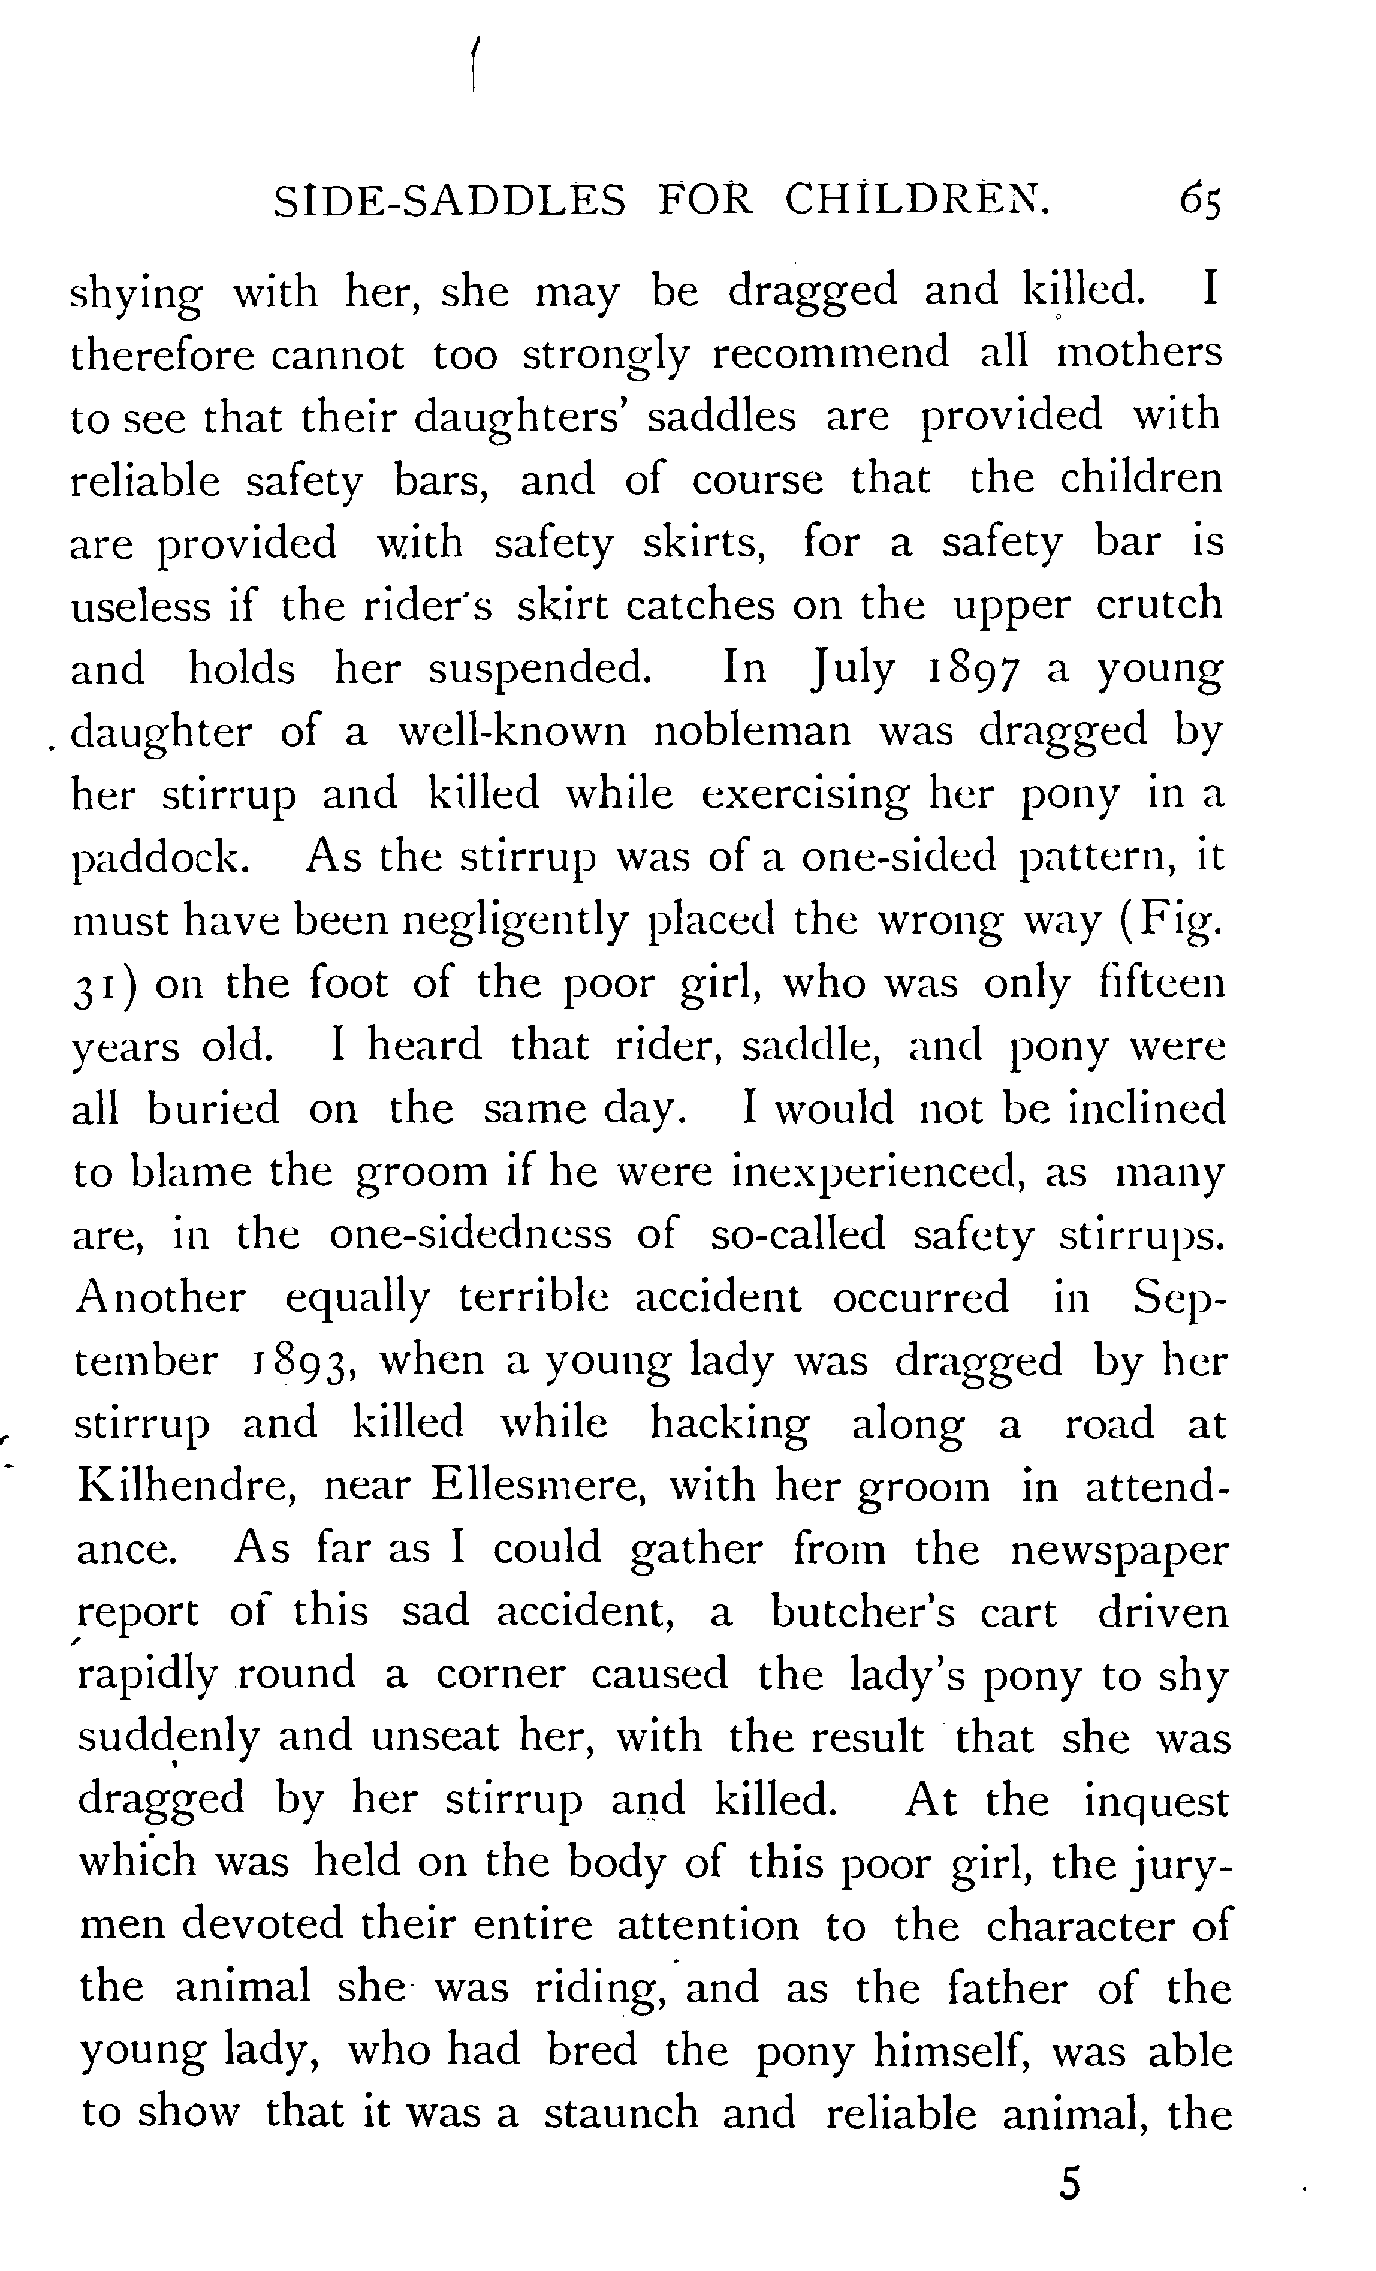 SIDE-SADDLES FOR CHILDREN. 65
shying with her, she may be dragged and killed. I
therefore cannot too strongly recommend all mothers
to see that their daughters' saddles are provided with
reliable safety bars, and of course that the children
are provided with safety skirts, for a safety bar is
useless if the rider's skirt catches on the upper crutch
and holds her suspended. In July 1897 a young
daughter of a well-known nobleman was dragged by
her stirrup and killed while exercising her pony in a
paddock. As the stirrup was of a one-sided pattern, it
must have been negligently placed the wrong way (Fig.
31) on the foot of the poor girl, who was only fifteen
years old. I heard that rider, saddle, and pony were
all buried on the same day. I would not be inclined
to blame the groom if he were inexperienced, as many
are, in the one-sidedness of so-called safety stirrups.
Another equally terrible accident occurred in Sep-
tember 1893, when a young lady was dragged by her
stirrup and killed while hacking along a road at
Kilhendre, near Ellesmere, with her groom in attend-
ance. As far as I could gather from the newspaper
report of this sad accident, a butcher's cart driven
rapidly round a corner caused the lady's pony to shy
suddenly and unseat her, with the result that she was
dragged by her stirrup and killed. At the inquest
which was held on the body of this poor girl, the jury-
men devoted their entire attention to the character of
the animal she was riding, and as the father of the
young lady, who had bred the pony himself, was able
to show that it was a staunch and reliable animal, the
5